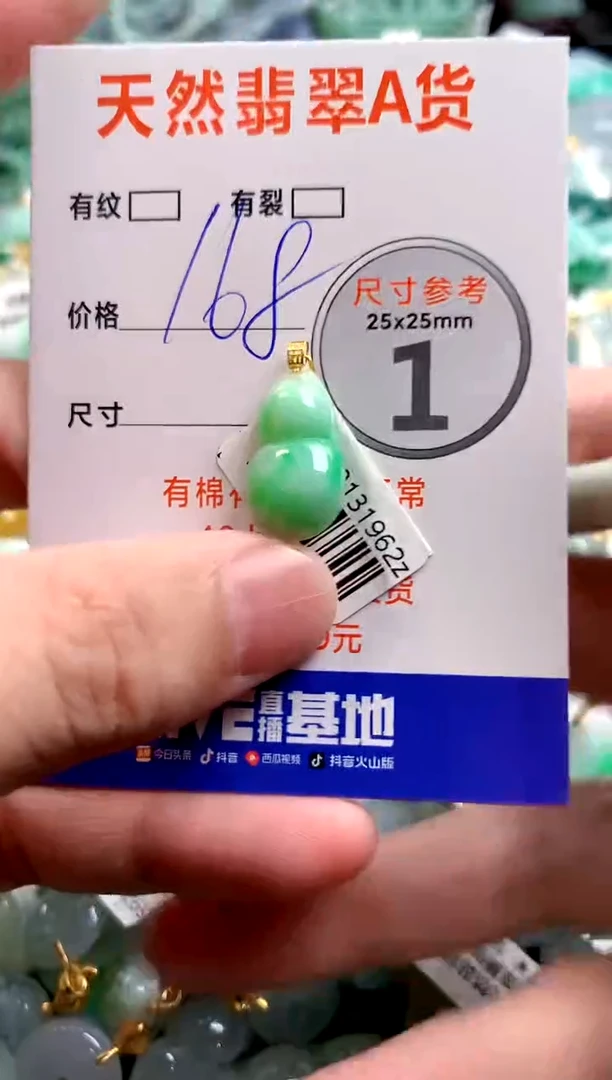 天然翡翠A货
有纹 有裂
168
价格
尺寸参考
25x25mm
1
尺寸
有棉 常
131962Z
货
元
直播基地
今日头条 抖音 西瓜视频 抖音火山版